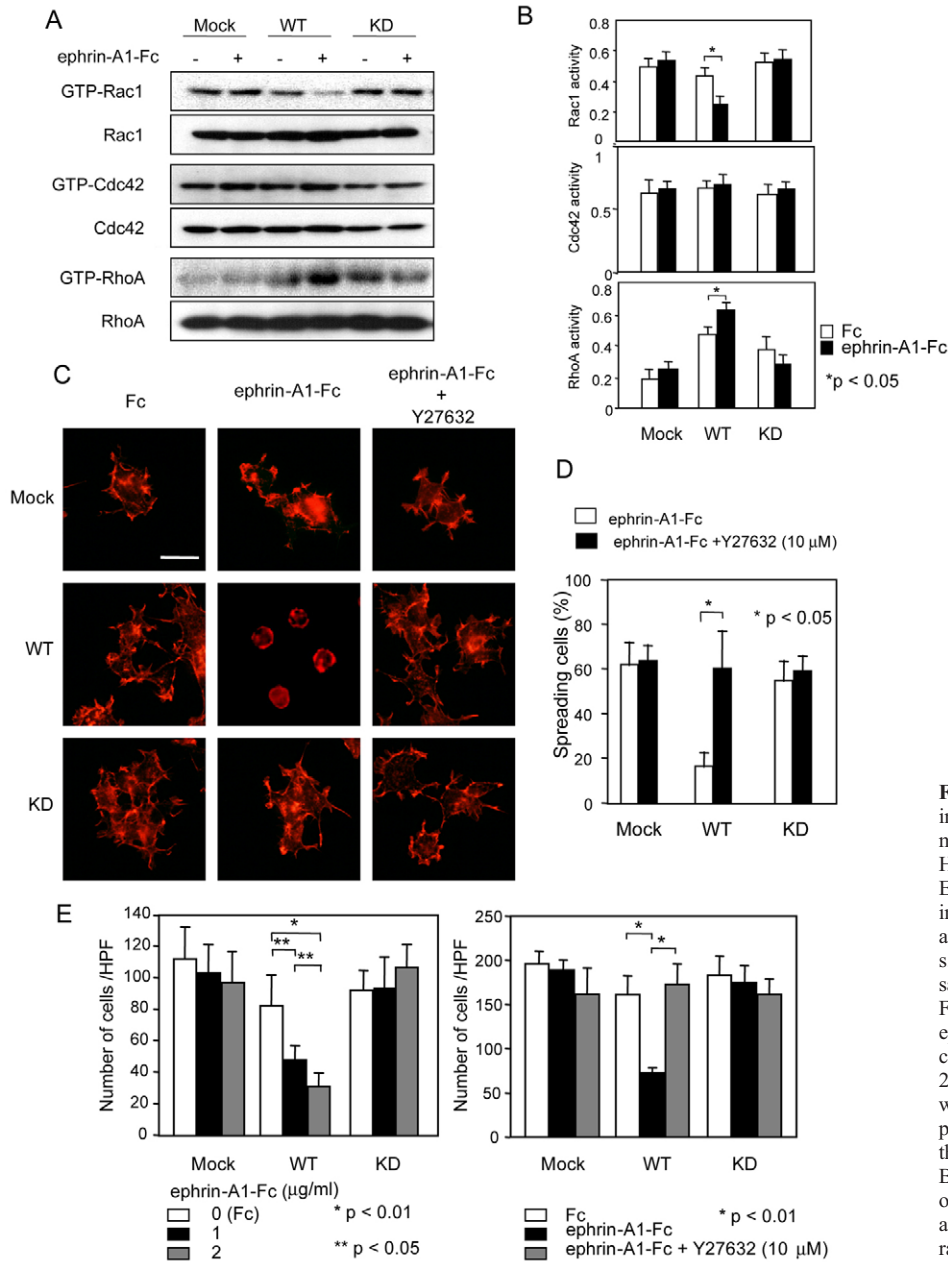 A
Mock WT KD
ephrin-A1-Fc - + - + - +
GTP-Rac1
Rac1
GTP-Cdc42
Cdc42
GTP-RhoA
RhoA
B
Rac1 activity
0.6
0.4
0.2
0
*
Cdc42 activity
1
0.5
0
RhoA activity
0.8
0.6
0.4
0.2
0
*
Mock WT KD
Fc
ephrin-A1-Fc
*p < 0.05
C
Fc
ephrin-A1-Fc
ephrin-A1-Fc
+
Y27632
Mock
WT
KD
D
ephrin-A1-Fc
ephrin-A1-Fc +Y27632 (10 μM)
Spreading cells (%)
100
80
60
40
20
0
*
* p < 0.05
Mock WT KD
E
Number of cells /HPF
140
120
100
80
60
40
20
0
*
** **
Mock WT KD
ephrin-A1-Fc (μg/ml)
0 (Fc)
1
2
* p < 0.01
** p < 0.05
Number of cells /HPF
250
200
150
100
50
0
* *
Mock WT KD
Fc
ephrin-A1-Fc
ephrin-A1-Fc + Y27632 (10 μM)
* p < 0.01
F
in
n
H
E
in
a
s
sa
F
e
c
2
w
p
th
E
o
a
ra